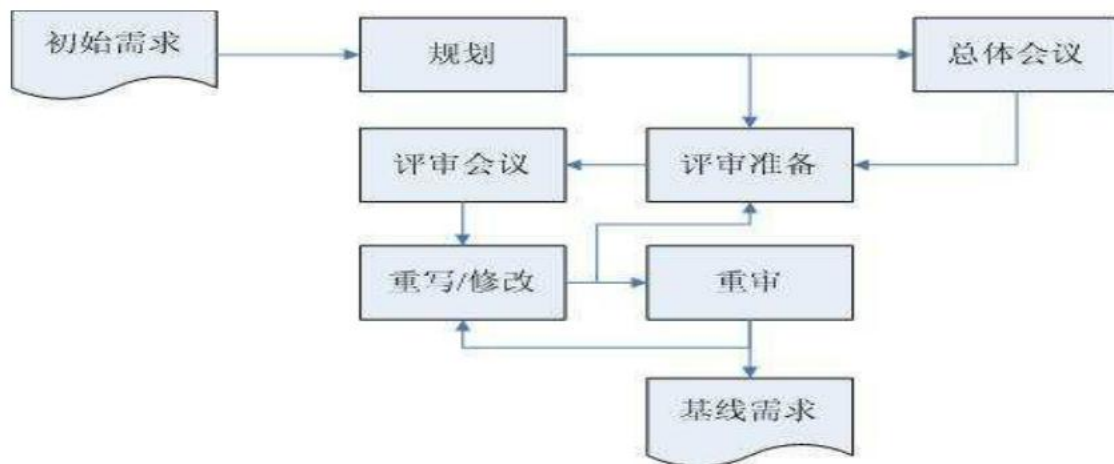 初始需求
规划
总体会议
评审会议
评审准备
重写/修改
重审
基线需求